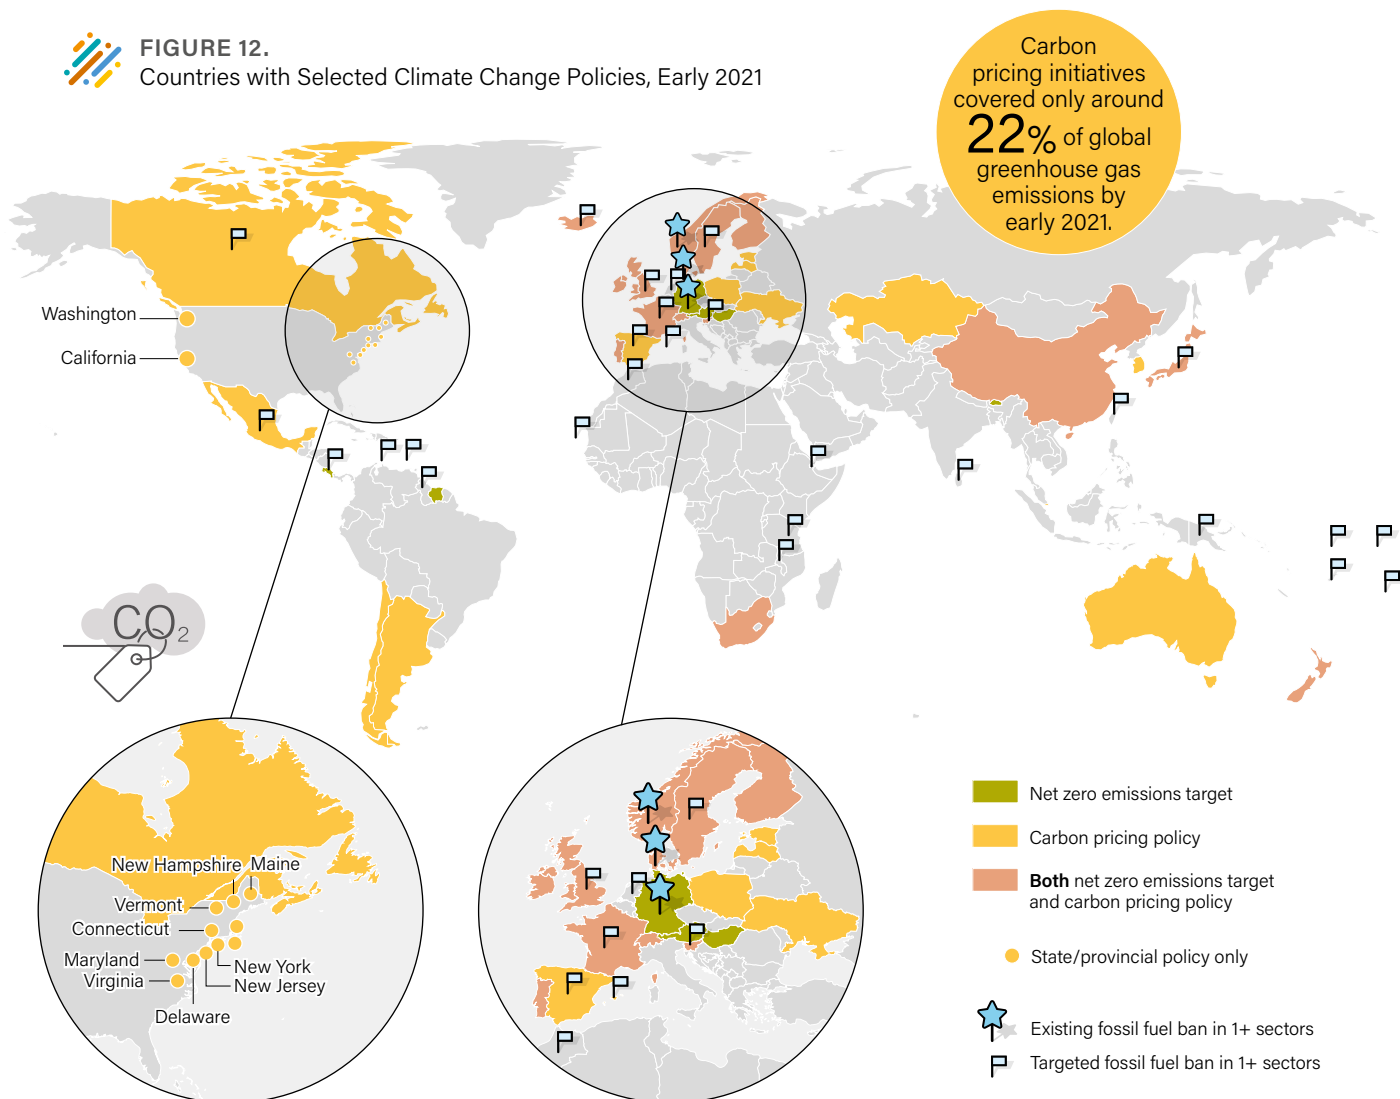 FIGURE 12.
Countries with Selected Climate Change Policies, Early 2021
Carbon
pricing initiatives
covered only around
22% of global
greenhouse gas
emissions by
early 2021.
Washington
California
CO2
New Hampshire
Maine
Vermont
Connecticut
Maryland
Virginia
New York
New Jersey
Delaware
Net zero emissions target
Carbon pricing policy
Both net zero emissions target
and carbon pricing policy
State/provincial policy only
Existing fossil fuel ban in 1+ sectors
Targeted fossil fuel ban in 1+ sectors